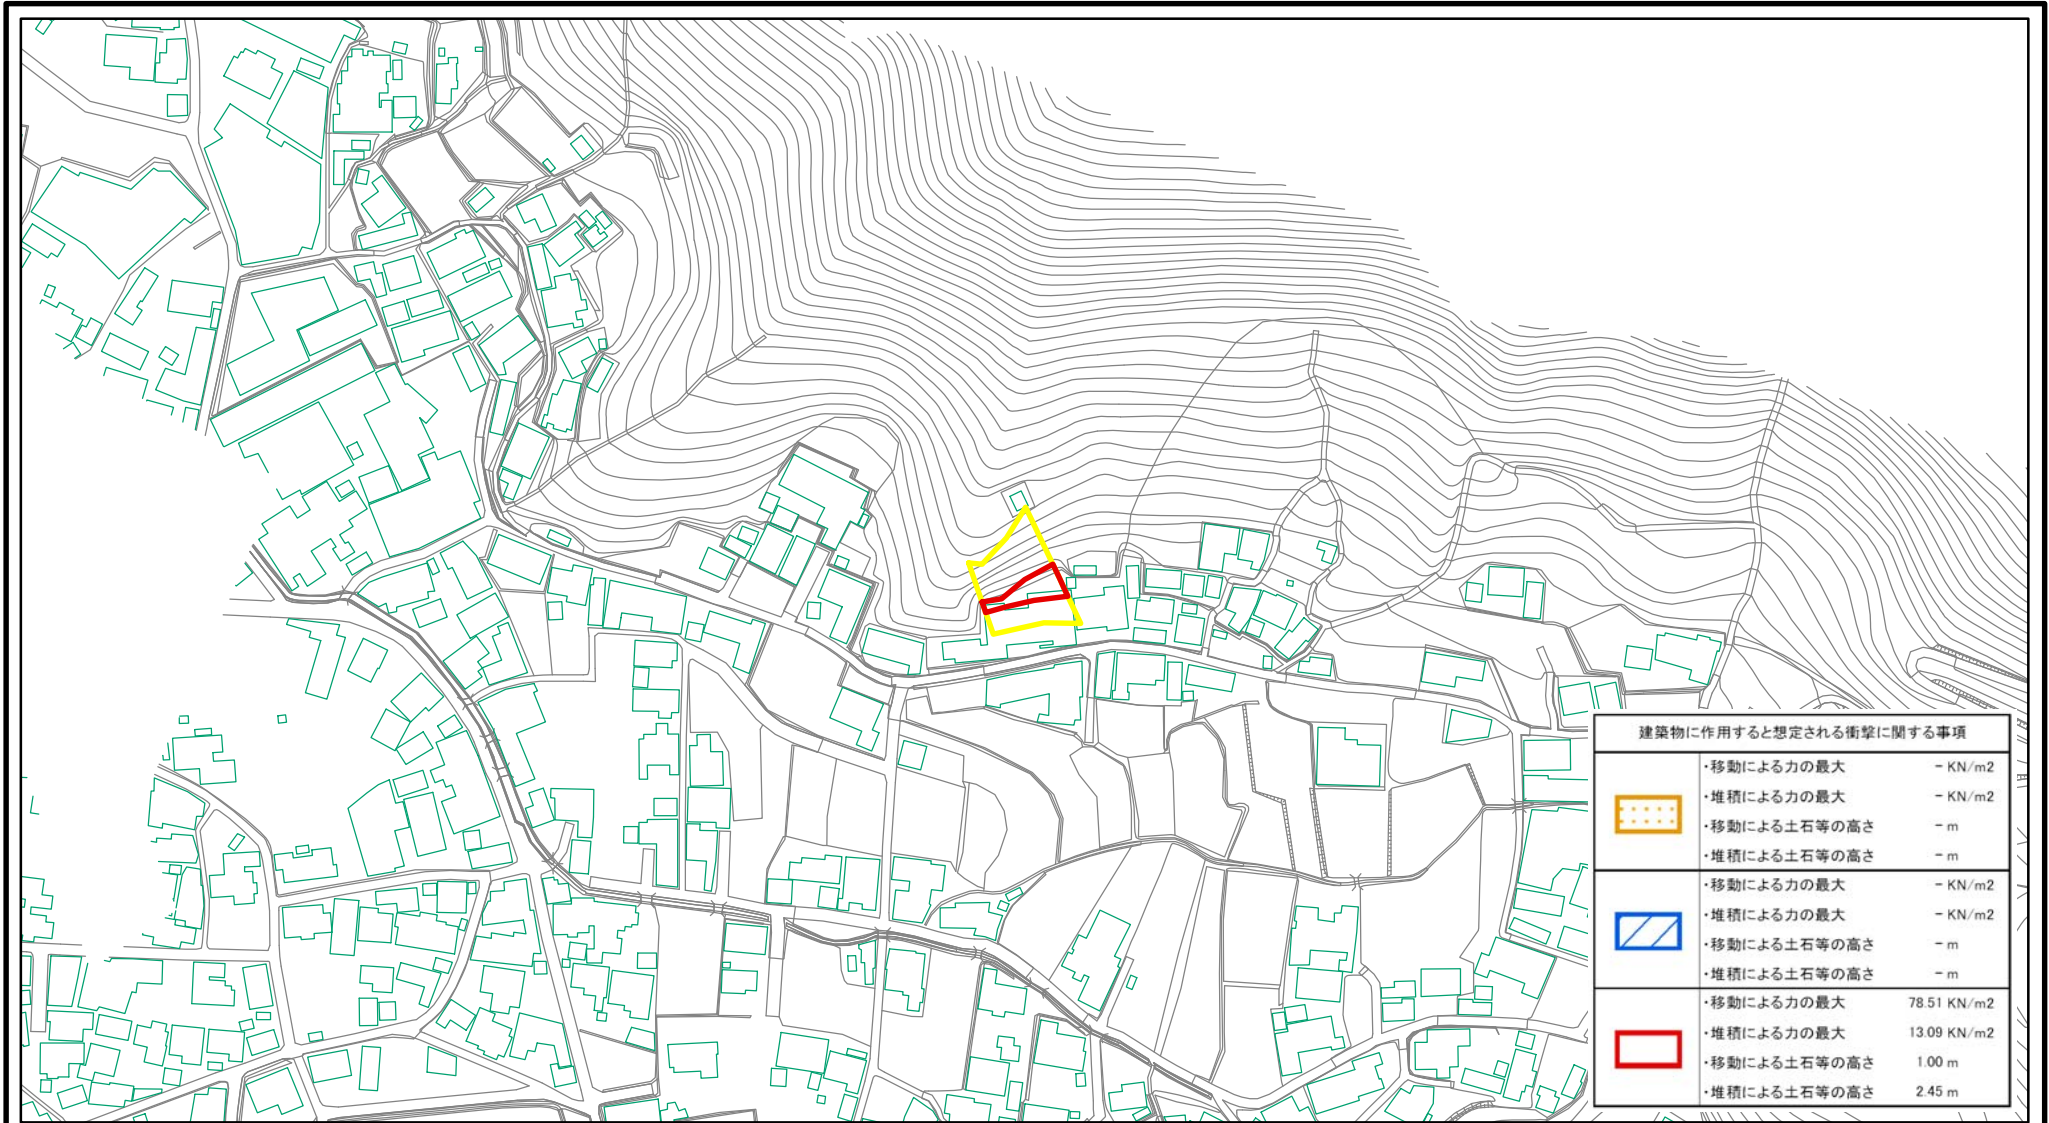 建築物に作用すると想定される衝撃に関する事項
・移動による力の最大 - KN/m2
・堆積による力の最大 - KN/m2
・移動による土石等の高さ - m
・堆積による土石等の高さ - m
・移動による力の最大 - KN/m2
・堆積による力の最大 - KN/m2
・移動による土石等の高さ - m
・堆積による土石等の高さ - m
・移動による力の最大 78.51 KN/m2
・堆積による力の最大 13.09 KN/m2
・移動による土石等の高さ 1.00 m
・堆積による土石等の高さ 2.45 m